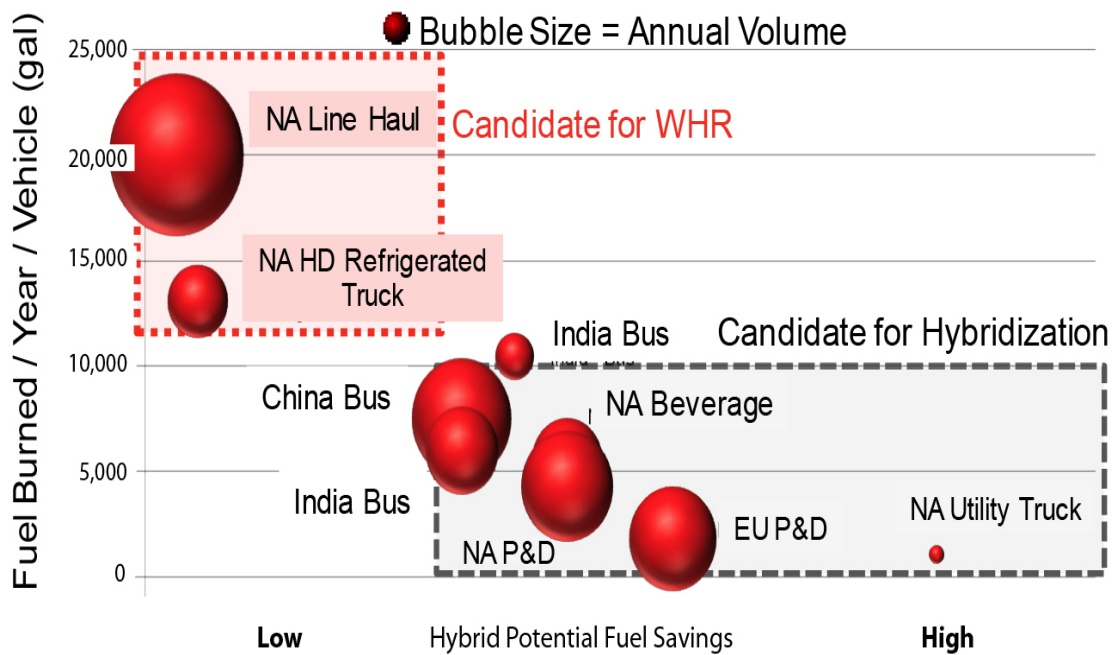 Bubble Size = Annual Volume
Fuel Burned / Year / Vehicle (gal)
25,000
20,000
15,000
10,000
5,000
0
NA Line Haul
Candidate for WHR
NA HD Refrigerated
Truck
India Bus
Candidate for Hybridization
China Bus
NA Beverage
India Bus
NA P&D
EU P&D
NA Utility Truck
Low
Hybrid Potential Fuel Savings
High